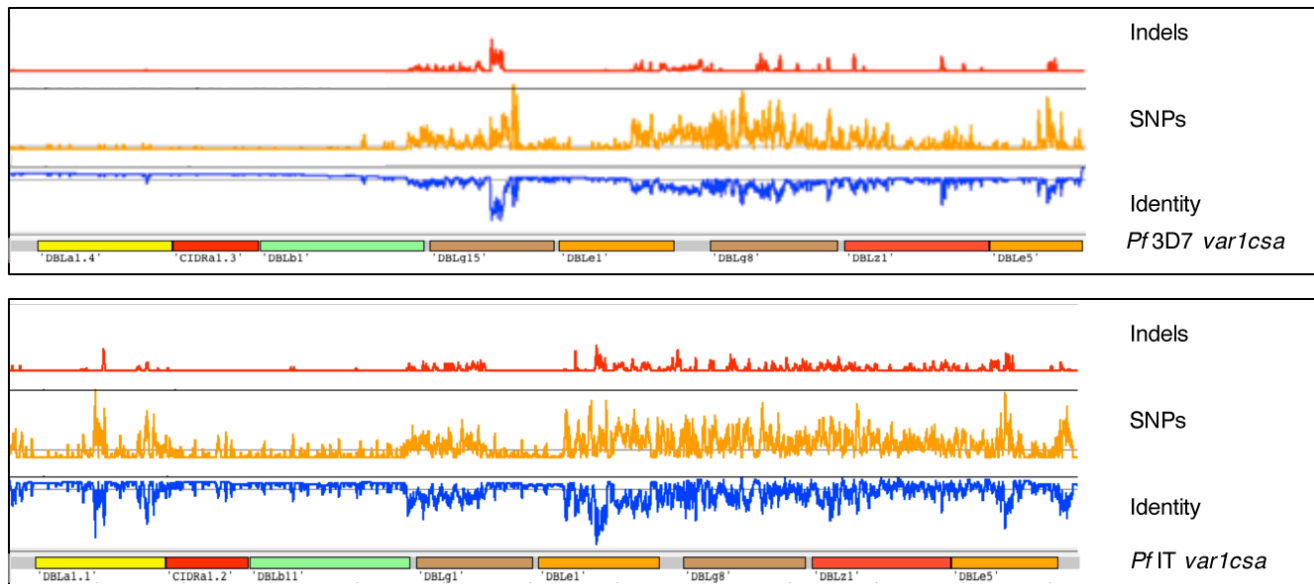 Indels
SNPs
Identity
Pf 3D7 var1csa
'DBLa1.4' 'CIDRa1.3' 'DBLb1' 'DBLg15' 'DBLe1' 'DBLg8' 'DBLz1' 'DBLe5'
Indels
SNPs
Identity
Pf IT var1csa
'DBLa1.1' 'CIDRa1.2' 'DBLb11' 'DBLg1' 'DBLe1' 'DBLg8' 'DBLz1' 'DBLe5'